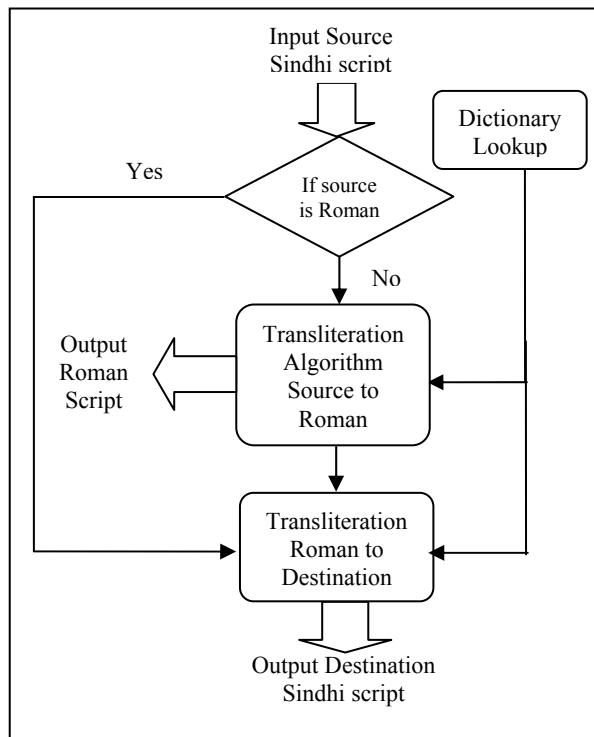 Input Source
Sindhi script
Dictionary
Lookup
Yes
If source
is Roman
No
Transliteration
Algorithm
Source to
Roman
Output
Roman
Script
Transliteration
Roman to
Destination
Output Destination
Sindhi script